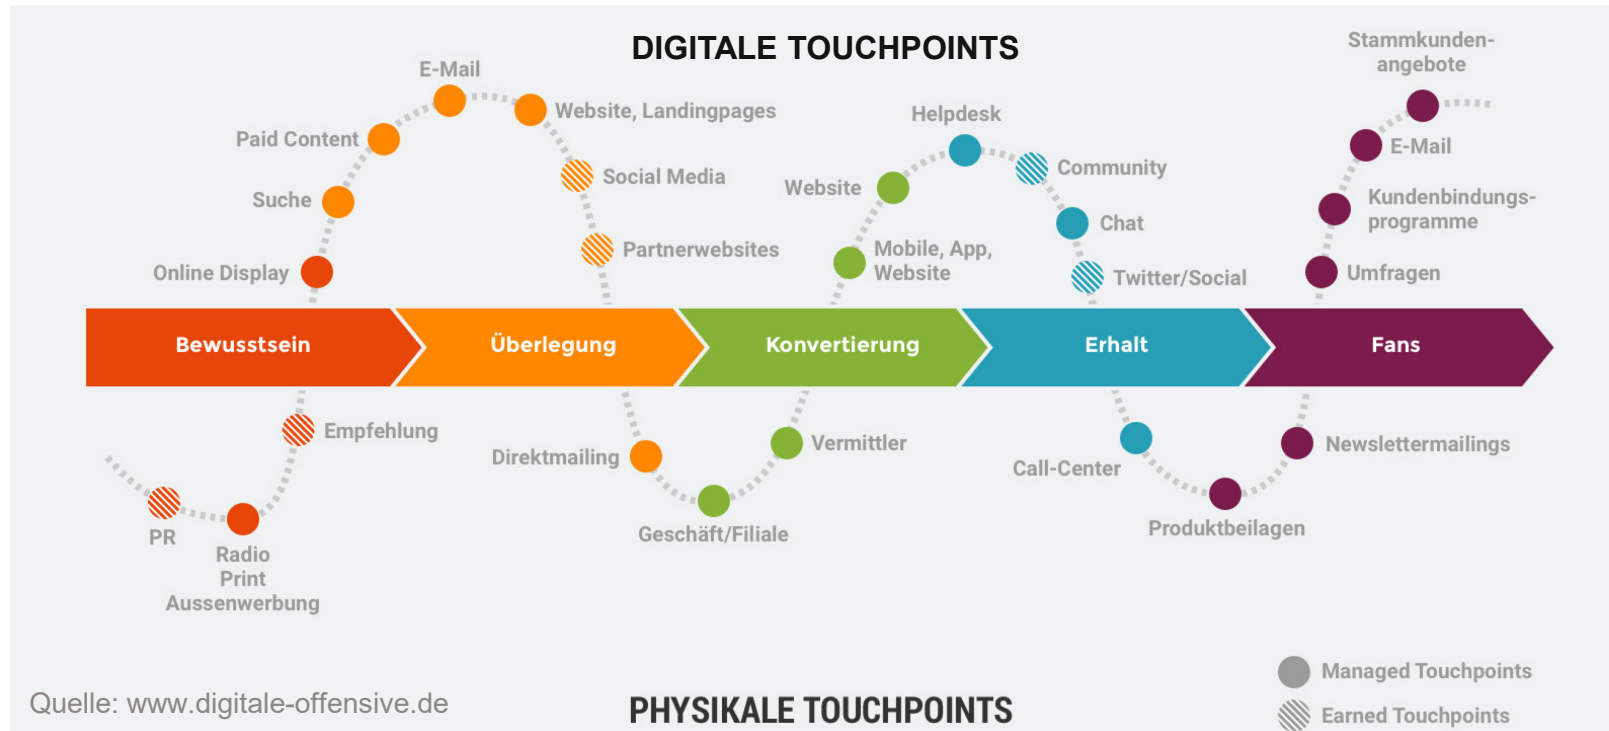 DIGITALE TOUCHPOINTS
Stammkunden-
angebote
E-Mail
Website, Landingpages
Paid Content
Helpdesk
E-Mail
Social Media
Community
Suche
Website
Kundenbindungs-
programme
Chat
Partnerwebsites
Mobile, App,
Website
Online Display
Twitter/Social
Umfragen
Bewusstsein
Überlegung
Konvertierung
Erhalt
Fans
Empfehlung
Direktmailing
Vermittler
Call-Center
Newslettermailings
PR
Radio
Print
Aussenwerbung
Geschäft/Filiale
Produktbeilagen
Managed Touchpoints
Earned Touchpoints
Quelle: www.digitale-offensive.de
PHYSIKALE TOUCHPOINTS